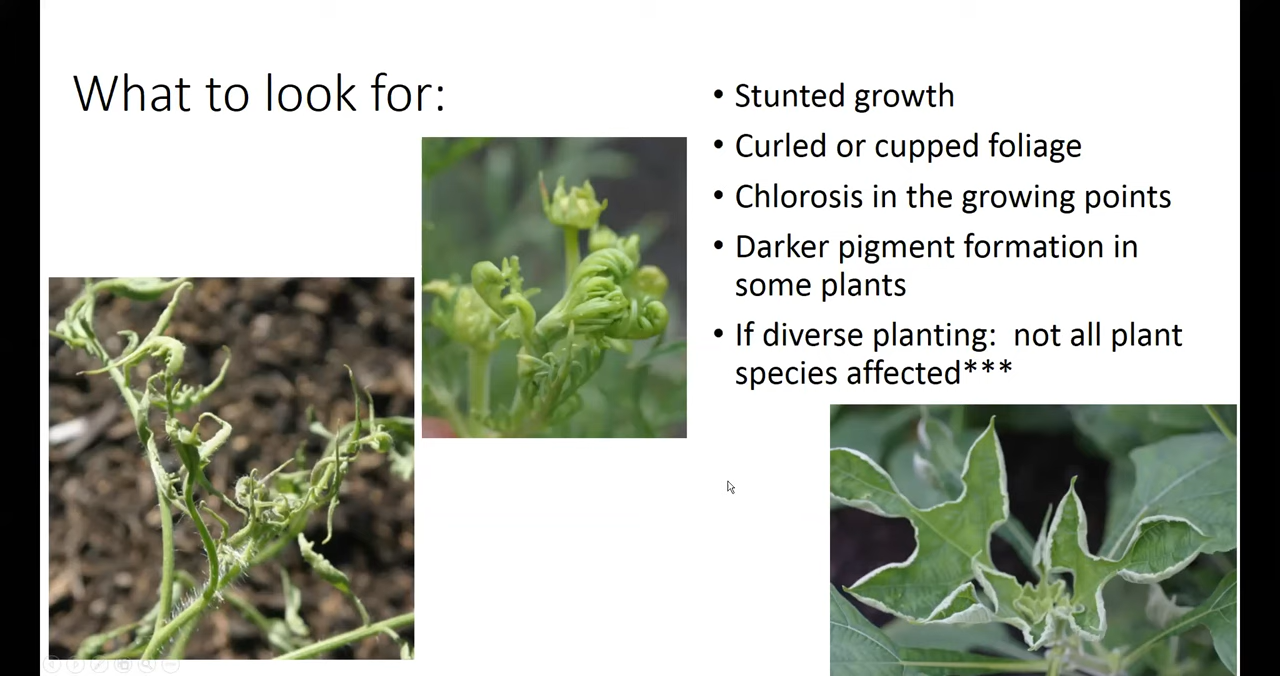 What to look for:
• Stunted growth
• Curled or cupped foliage
• Chlorosis in the growing points
• Darker pigment formation in
some plants
• If diverse planting:  not all plant
species affected***